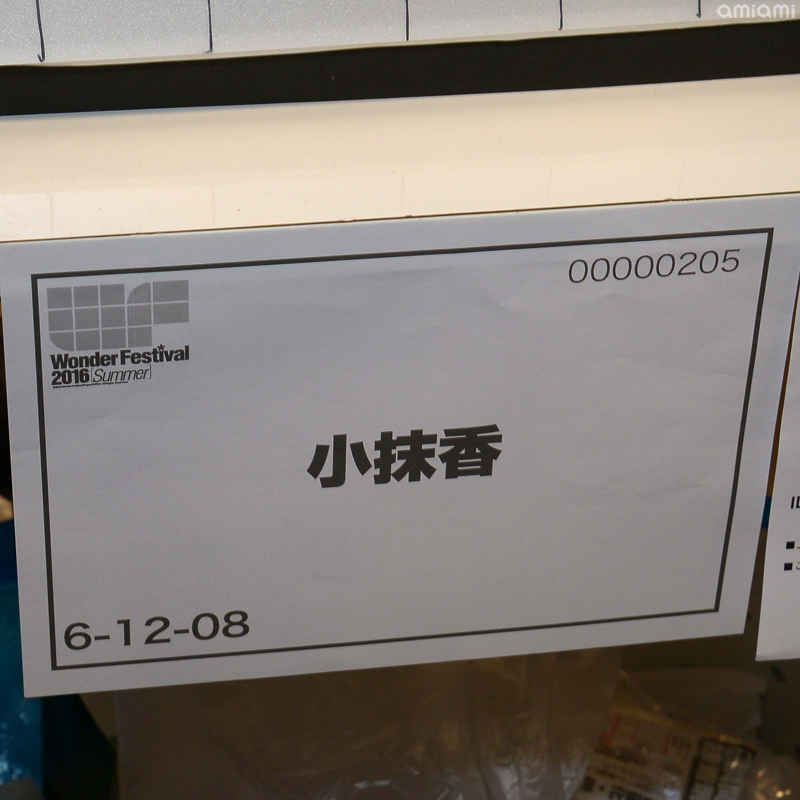 amiami
00000205
Wonder Festival
2016 [Summer]
小抹香
6-12-08